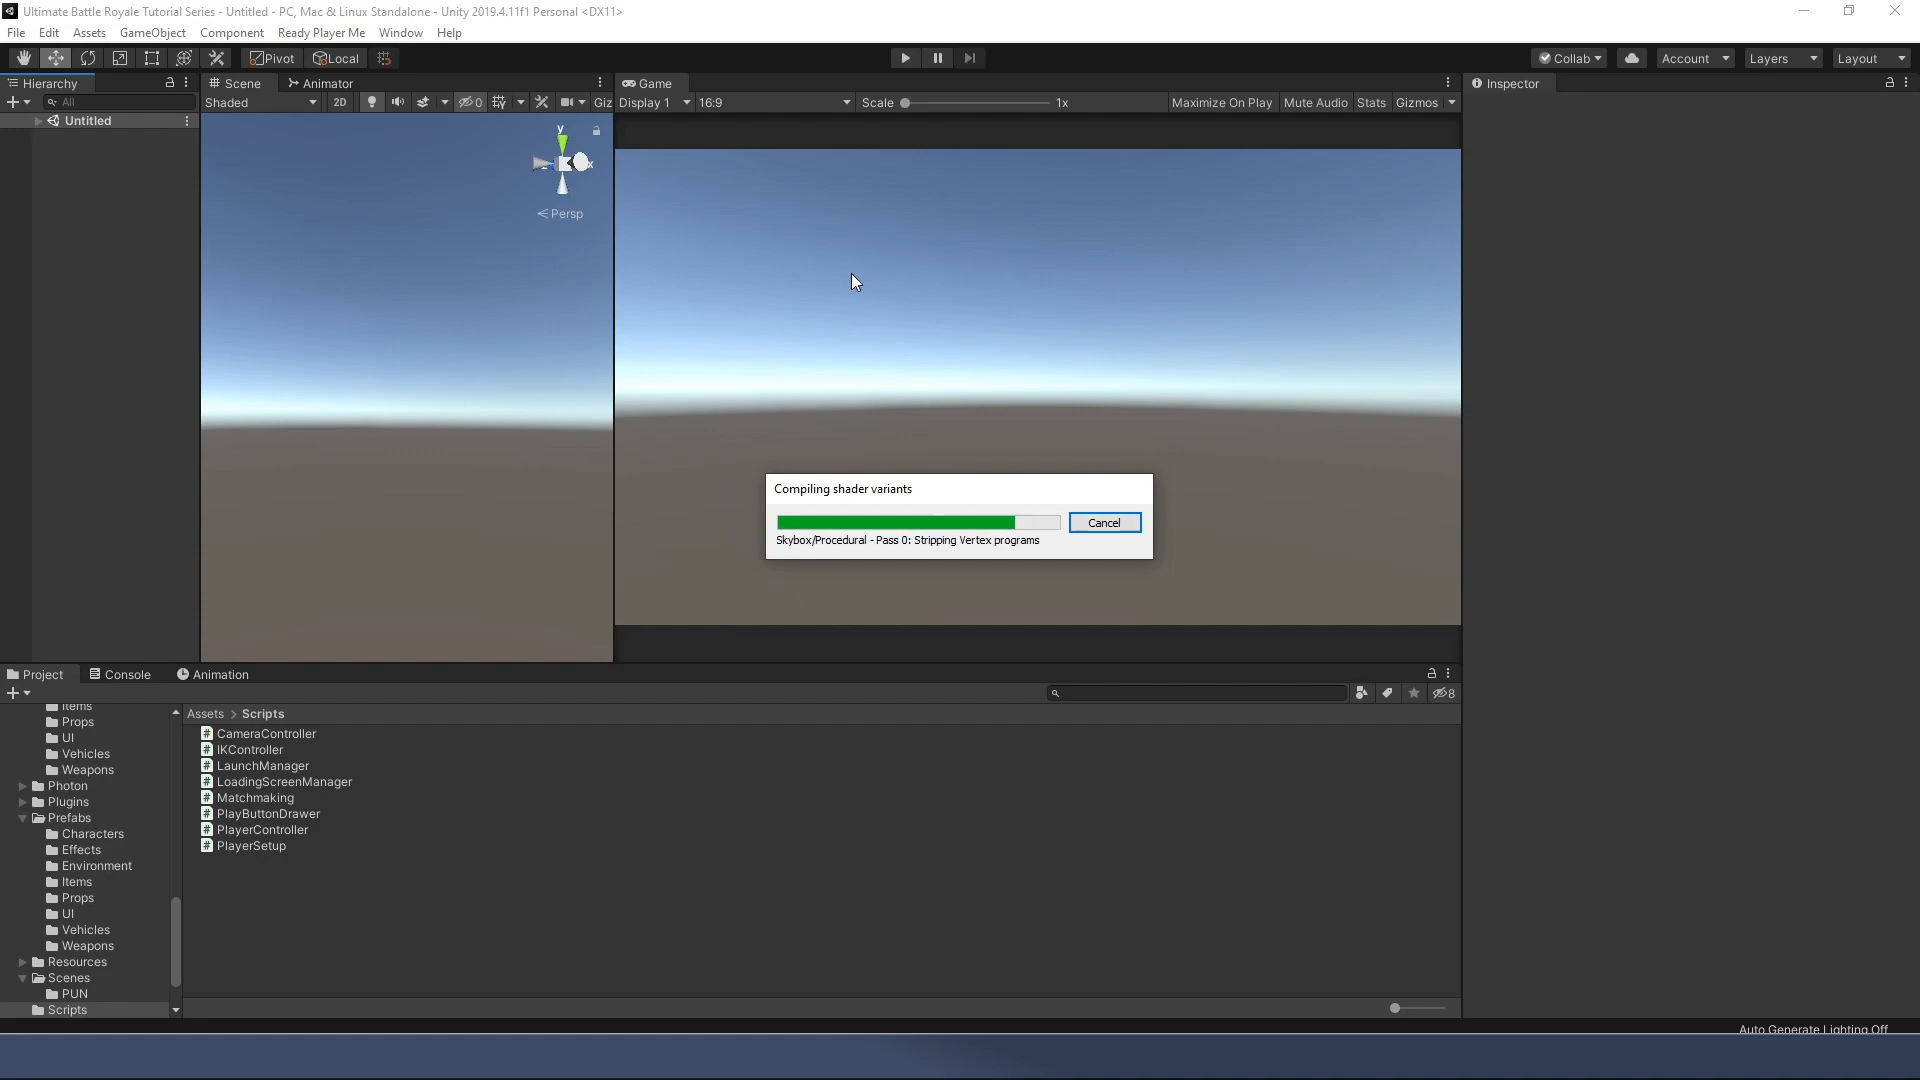 Ultimate Battle Royale Tutorial Series - Untitled - PC, Mac & Linux Standalone - Unity 2019.4.11f1 Personal <DX11>
File Edit Assets GameObject Component Ready Player Me Window Help
Pivot Local Collab Account Layers Layout
Hierarchy Scene Animator Game Inspector
All Shaded 2D 0 Giz Display 1 16:9 Scale 1x Maximize On Play Mute Audio Stats Gizmos
Untitled
y
x
Persp
Compiling shader variants
Cancel
Skybox/Procedural - Pass 0: Stripping Vertex programs
Project Console Animation
8
Items
Props
UI
Vehicles
Weapons
Photon
Plugins
Prefabs
Characters
Effects
Environment
Items
Props
UI
Vehicles
Weapons
Resources
Scenes
PUN
Scripts
Assets > Scripts
CameraController
IKController
LaunchManager
LoadingScreenManager
Matchmaking
PlayButtonDrawer
PlayerController
PlayerSetup
Auto Generate Lighting Off